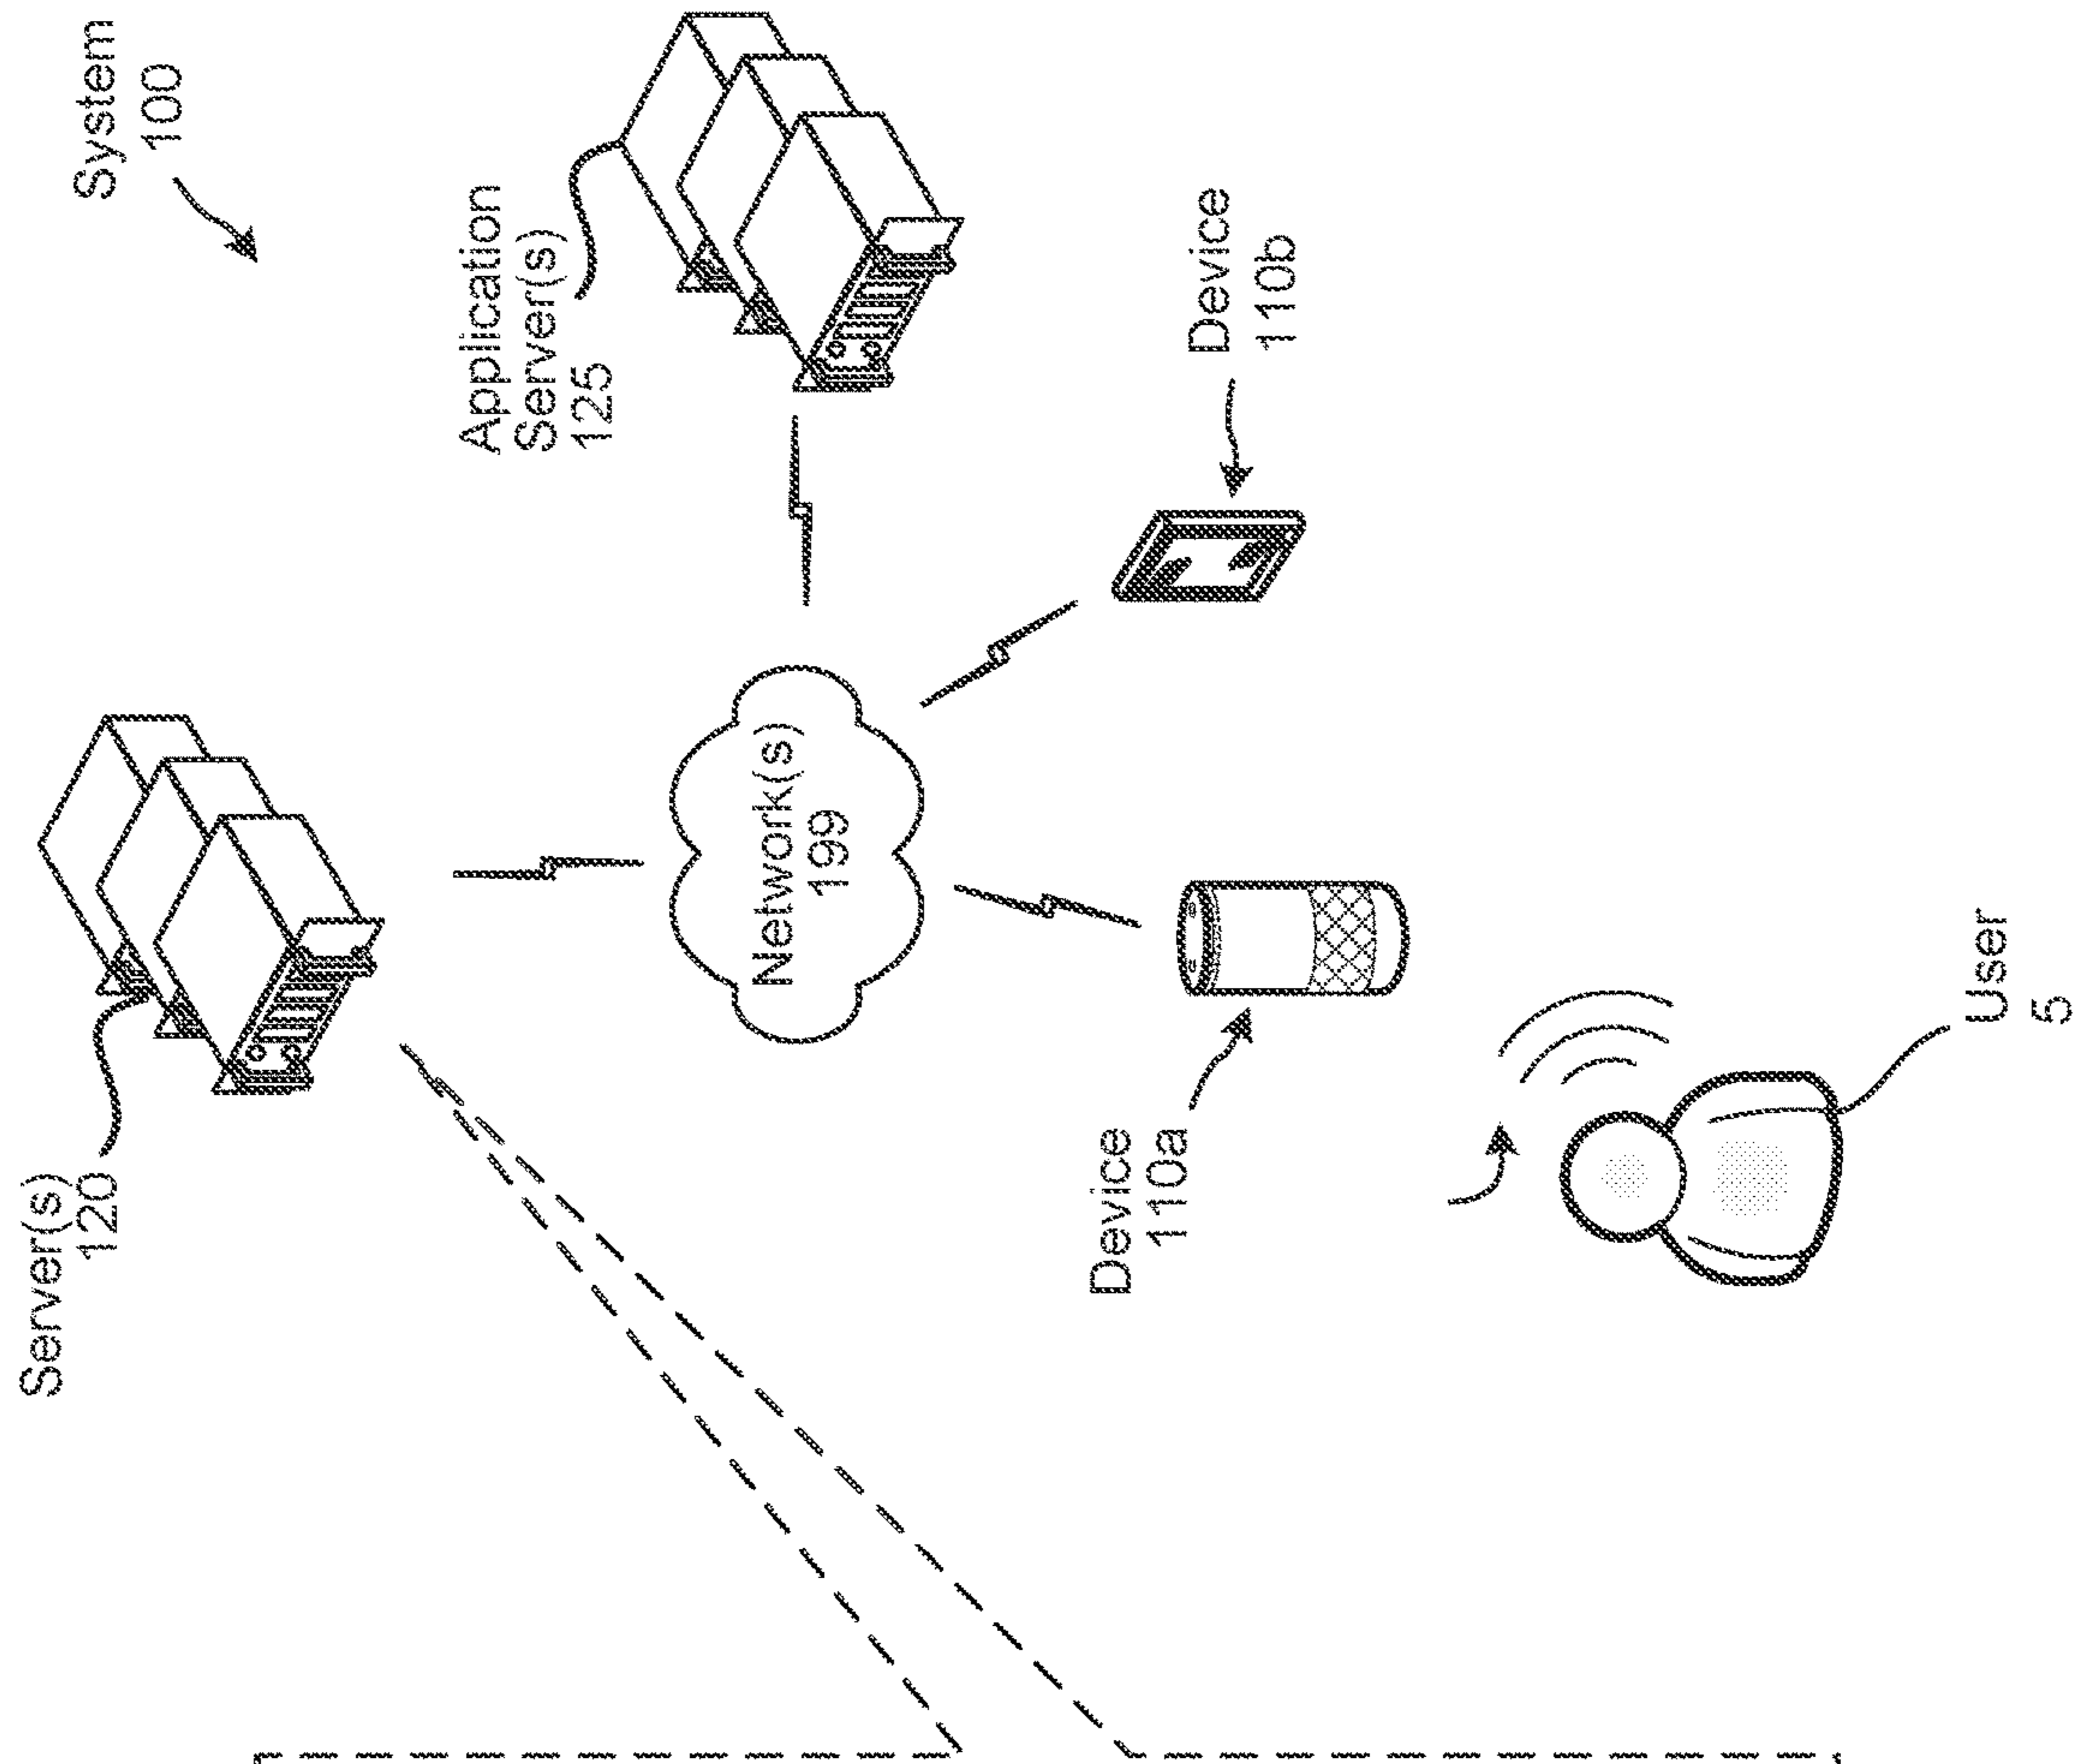 System
100
Server(s)
120
Application
Server(s)
125
Network(s)
199
Device
110b
Device
110a
User
5